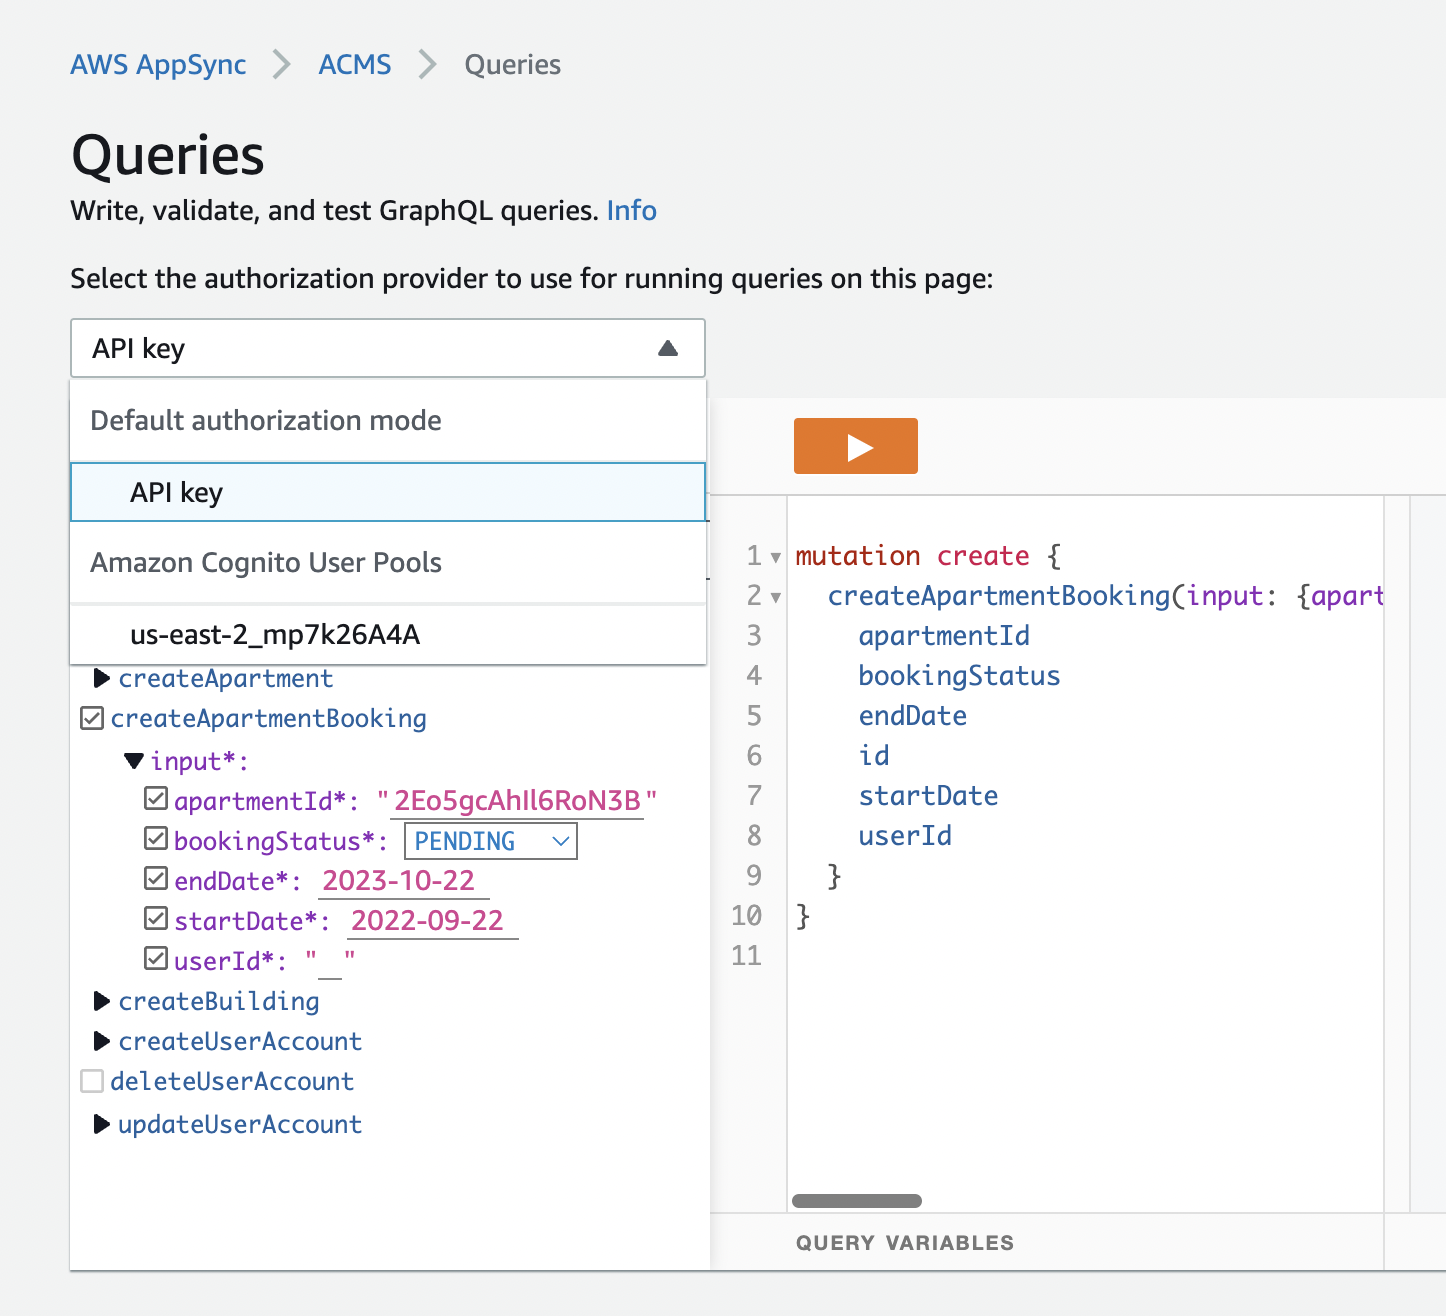 AWS AppSync > ACMS > Queries
Queries
Write, validate, and test GraphQL queries. Info
Select the authorization provider to use for running queries on this page:
API key
Default authorization mode
API key
Amazon Cognito User Pools
us-east-2_mp7k26A4A
createApartment
createApartmentBooking
input*:
apartmentId*: "2Eo5gcAhIl6RoN3B"
bookingStatus*: PENDING
endDate*: 2023-10-22
startDate*: 2022-09-22
userId*: " "
createBuilding
createUserAccount
deleteUserAccount
updateUserAccount
1 mutation create {
2 createApartmentBooking(input: {apart
3 apartmentId
4 bookingStatus
5 endDate
6 id
7 startDate
8 userId
9 }
10 }
11
QUERY VARIABLES